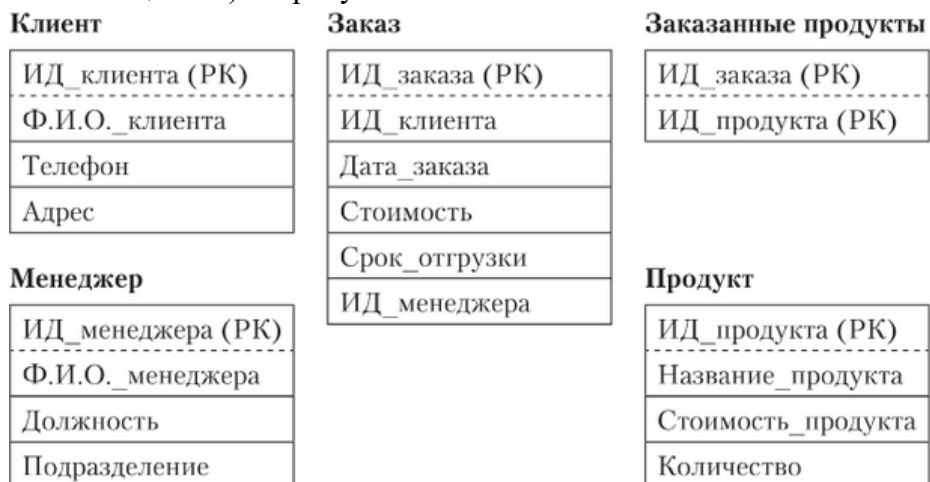 Клиент
ИД_клиента (PK)
Ф.И.О._клиента
Телефон
Адрес
Заказ
ИД_заказа (PK)
ИД_клиента
Дата_заказа
Стоимость
Срок_отгрузки
ИД_менеджера
Заказанные продукты
ИД_заказа (PK)
ИД_продукта (PK)
Менеджер
ИД_менеджера (PK)
Ф.И.О._менеджера
Должность
Подразделение
Продукт
ИД_продукта (PK)
Название_продукта
Стоимость_продукта
Количество